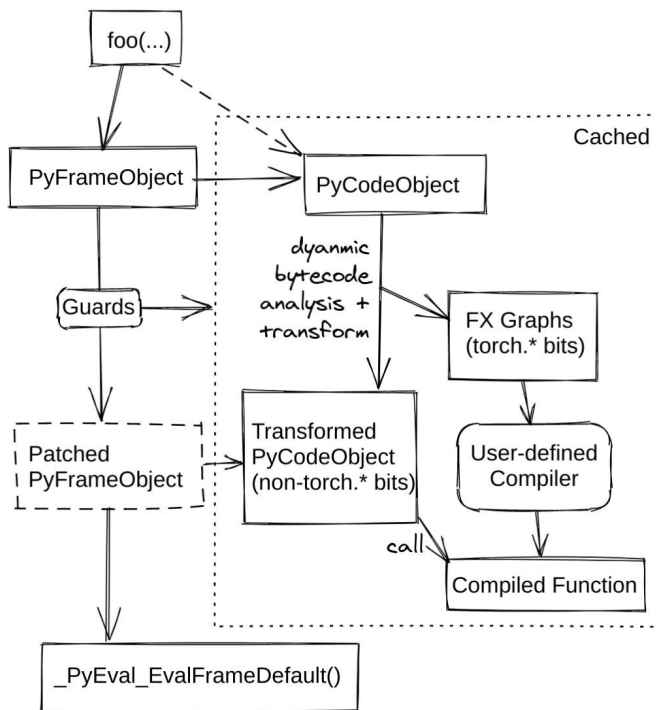 foo(...)
Cached
PyFrameObject
PyCodeObject
dyanmic
bytecode
analysis +
transform
Guards
FX Graphs
(torch.* bits)
Patched
PyFrameObject
Transformed
PyCodeObject
(non-torch.* bits)
User-defined
Compiler
call
Compiled Function
_PyEval_EvalFrameDefault()